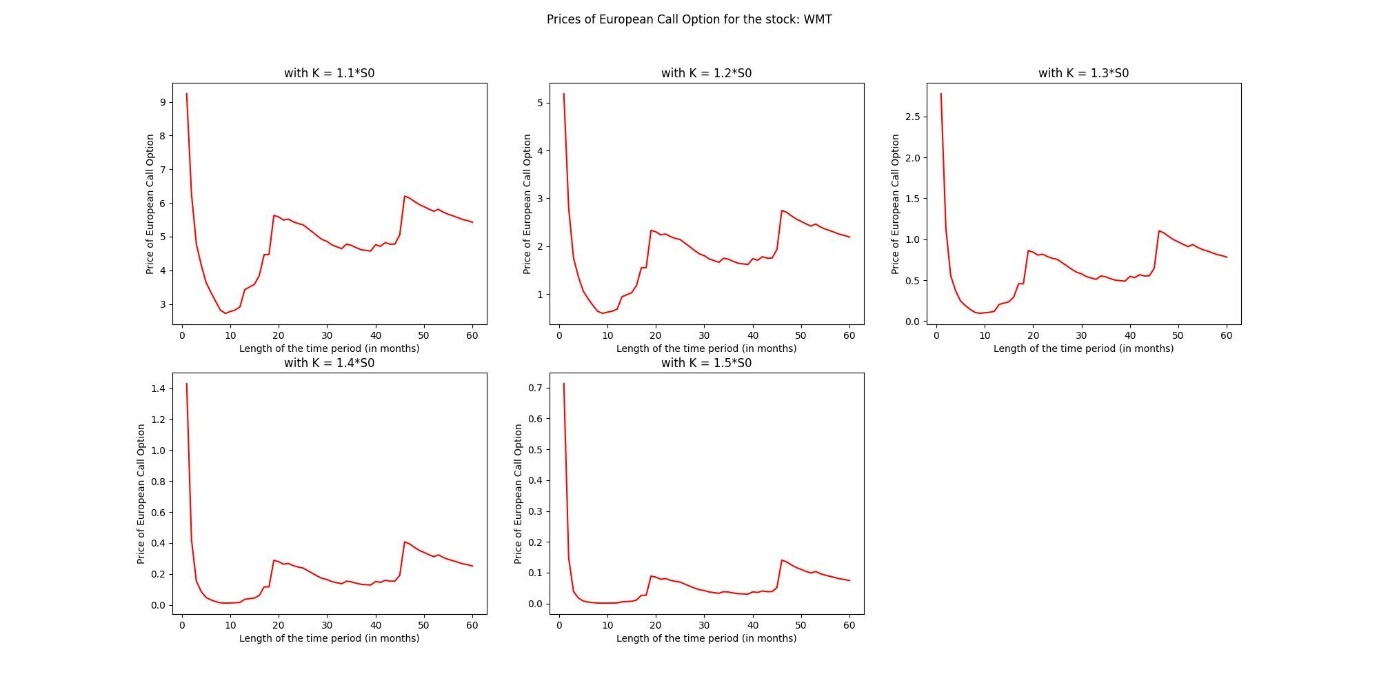 Prices of European Call Option for the stock: WMT
with K = 1.1*S0
Price of European Call Option
9
8
7
6
5
4
3
0 10 20 30 40 50 60
Length of the time period (in months)
with K = 1.2*S0
Price of European Call Option
5
4
3
2
1
0 10 20 30 40 50 60
Length of the time period (in months)
with K = 1.3*S0
Price of European Call Option
2.5
2.0
1.5
1.0
0.5
0.0
0 10 20 30 40 50 60
Length of the time period (in months)
with K = 1.4*S0
Price of European Call Option
1.4
1.2
1.0
0.8
0.6
0.4
0.2
0.0
0 10 20 30 40 50 60
Length of the time period (in months)
with K = 1.5*S0
Price of European Call Option
0.7
0.6
0.5
0.4
0.3
0.2
0.1
0.0
0 10 20 30 40 50 60
Length of the time period (in months)